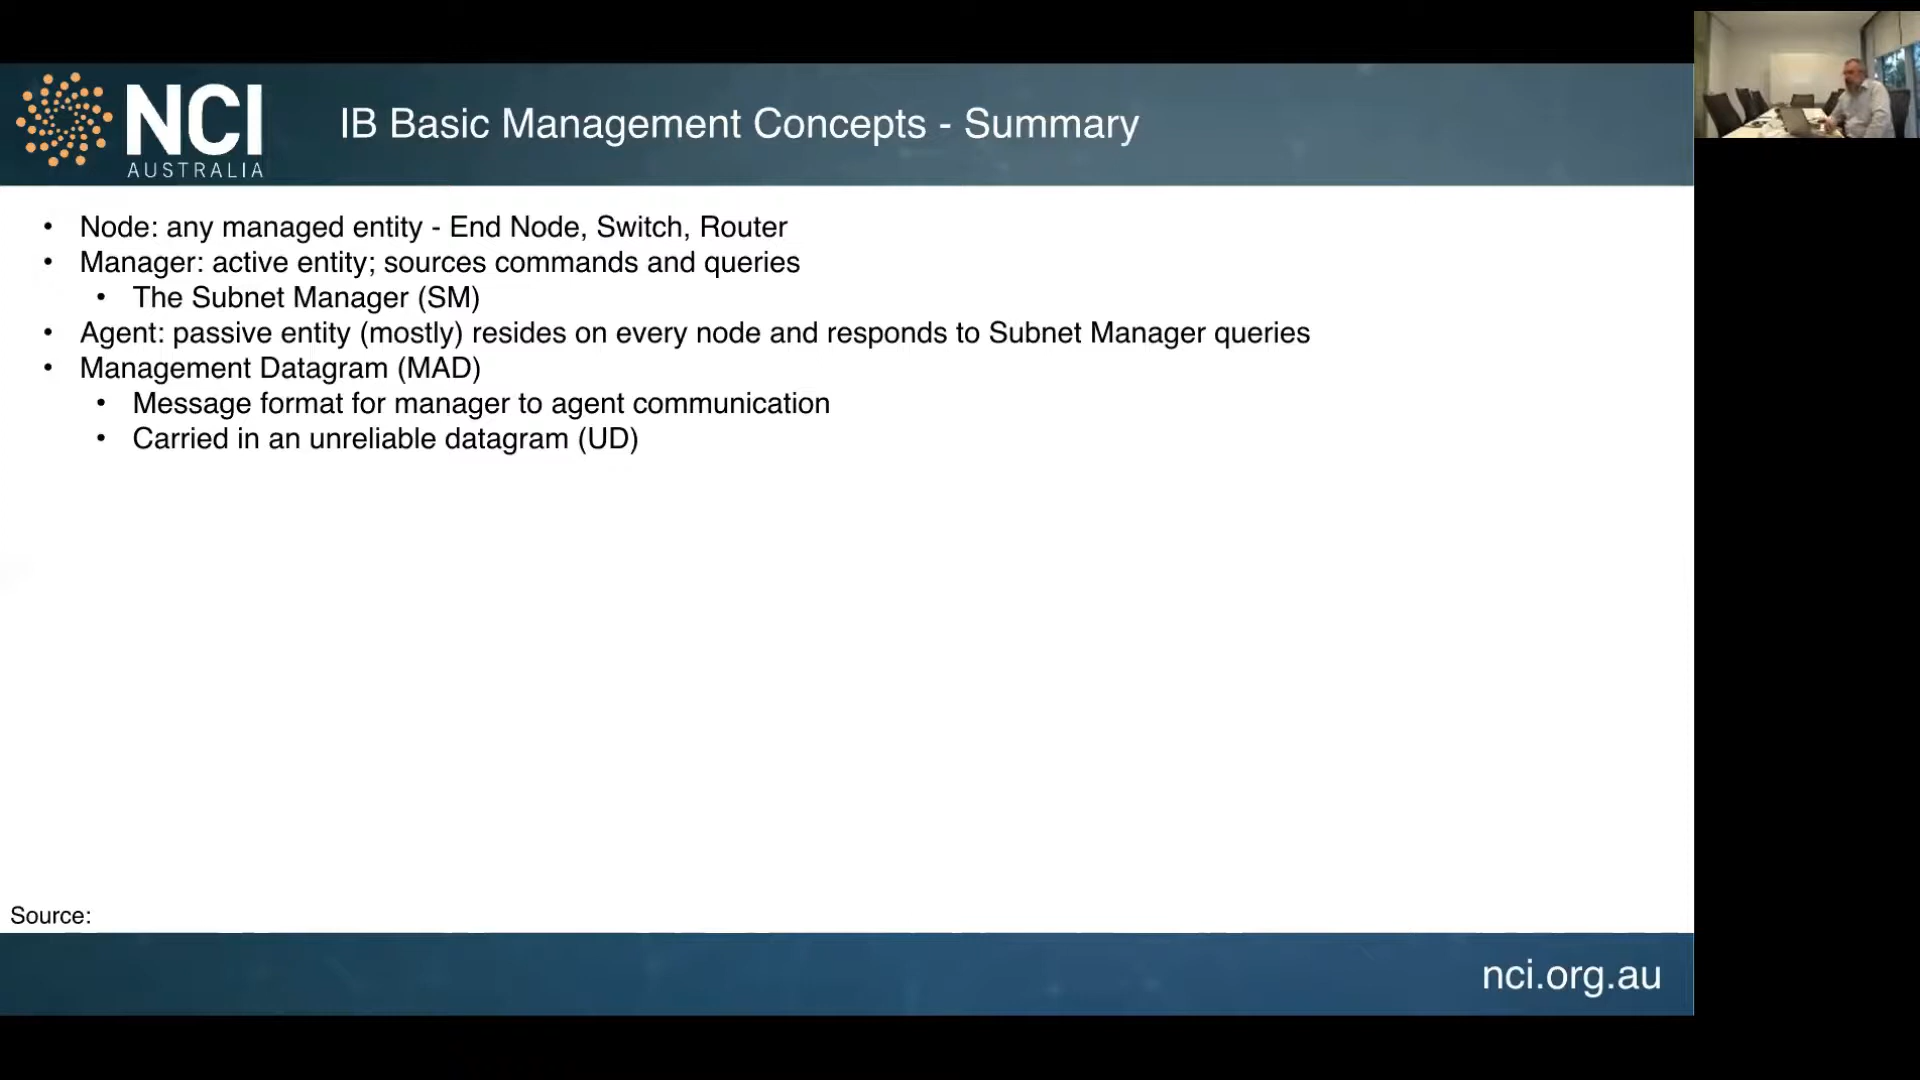 NCI
AUSTRALIA
IB Basic Management Concepts - Summary
• Node: any managed entity - End Node, Switch, Router
• Manager: active entity; sources commands and queries
• The Subnet Manager (SM)
• Agent: passive entity (mostly) resides on every node and responds to Subnet Manager queries
• Management Datagram (MAD)
• Message format for manager to agent communication
• Carried in an unreliable datagram (UD)
Source:
nci.org.au